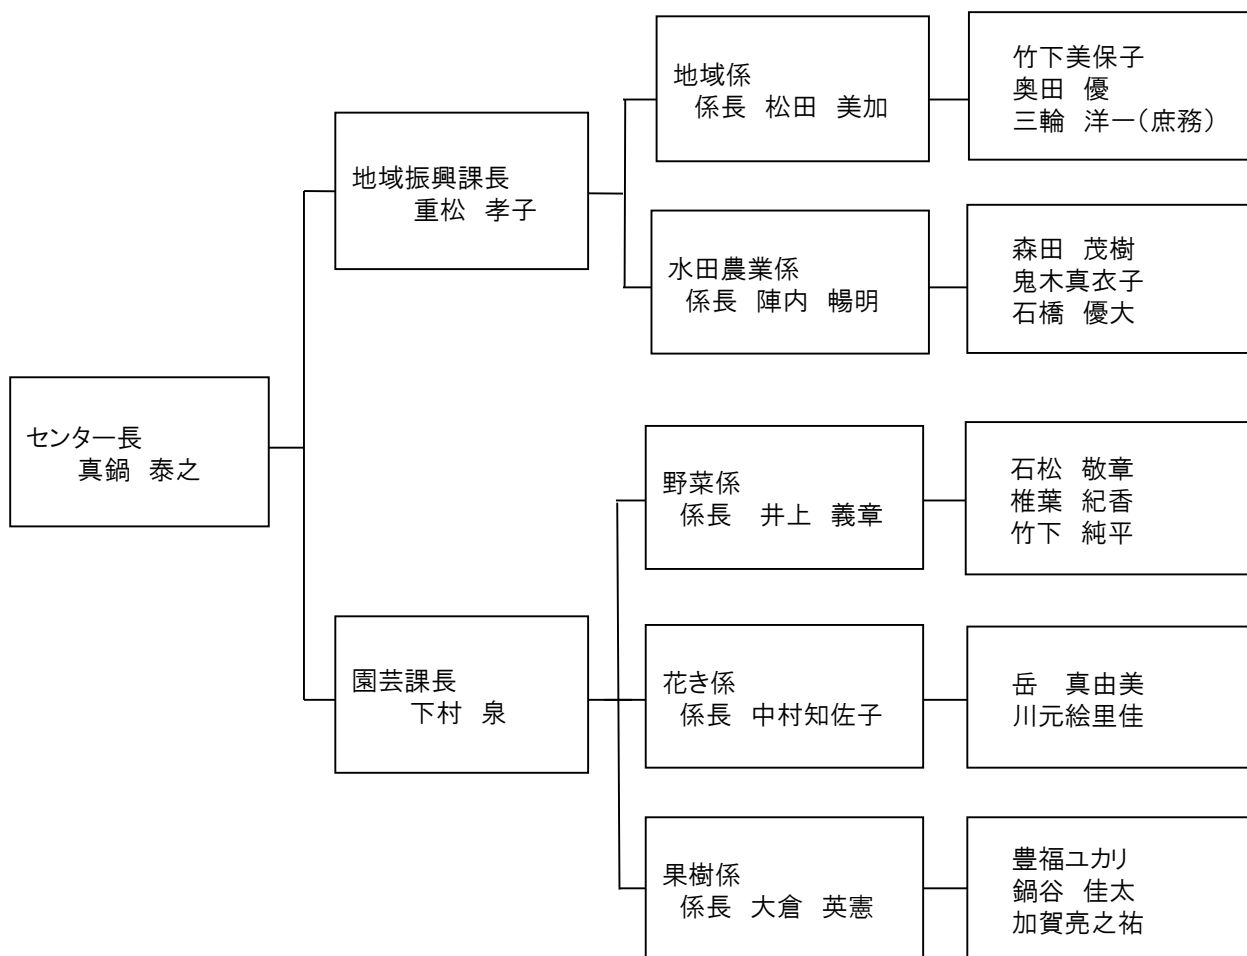 センター長
真鍋　泰之
地域振興課長
重松　孝子
地域係
係長　松田　美加
竹下美保子
奥田　優
三輪　洋一（庶務）
水田農業係
係長　陣内　暢明
森田　茂樹
鬼木真衣子
石橋　優大
園芸課長
下村　泉
野菜係
係長　井上　義章
石松　敬章
椎葉　紀香
竹下　純平
花き係
係長　中村知佐子
岳　真由美
川元絵里佳
果樹係
係長　大倉　英憲
豊福ユカリ
鍋谷　佳太
加賀亮之祐